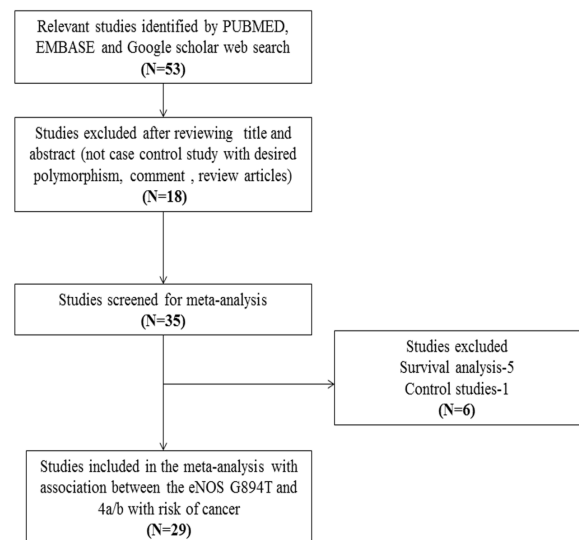 Relevant studies identified by PUBMED,
EMBASE and Google scholar web search
(N=53)
Studies excluded after reviewing title and
abstract (not case control study with desired
polymorphism, comment , review articles)
(N=18)
Studies screened for meta-analysis
(N=35)
Studies excluded
Survival analysis-5
Control studies-1
(N=6)
Studies included in the meta-analysis with
association between the eNOS G894T and
4a/b with risk of cancer
(N=29)